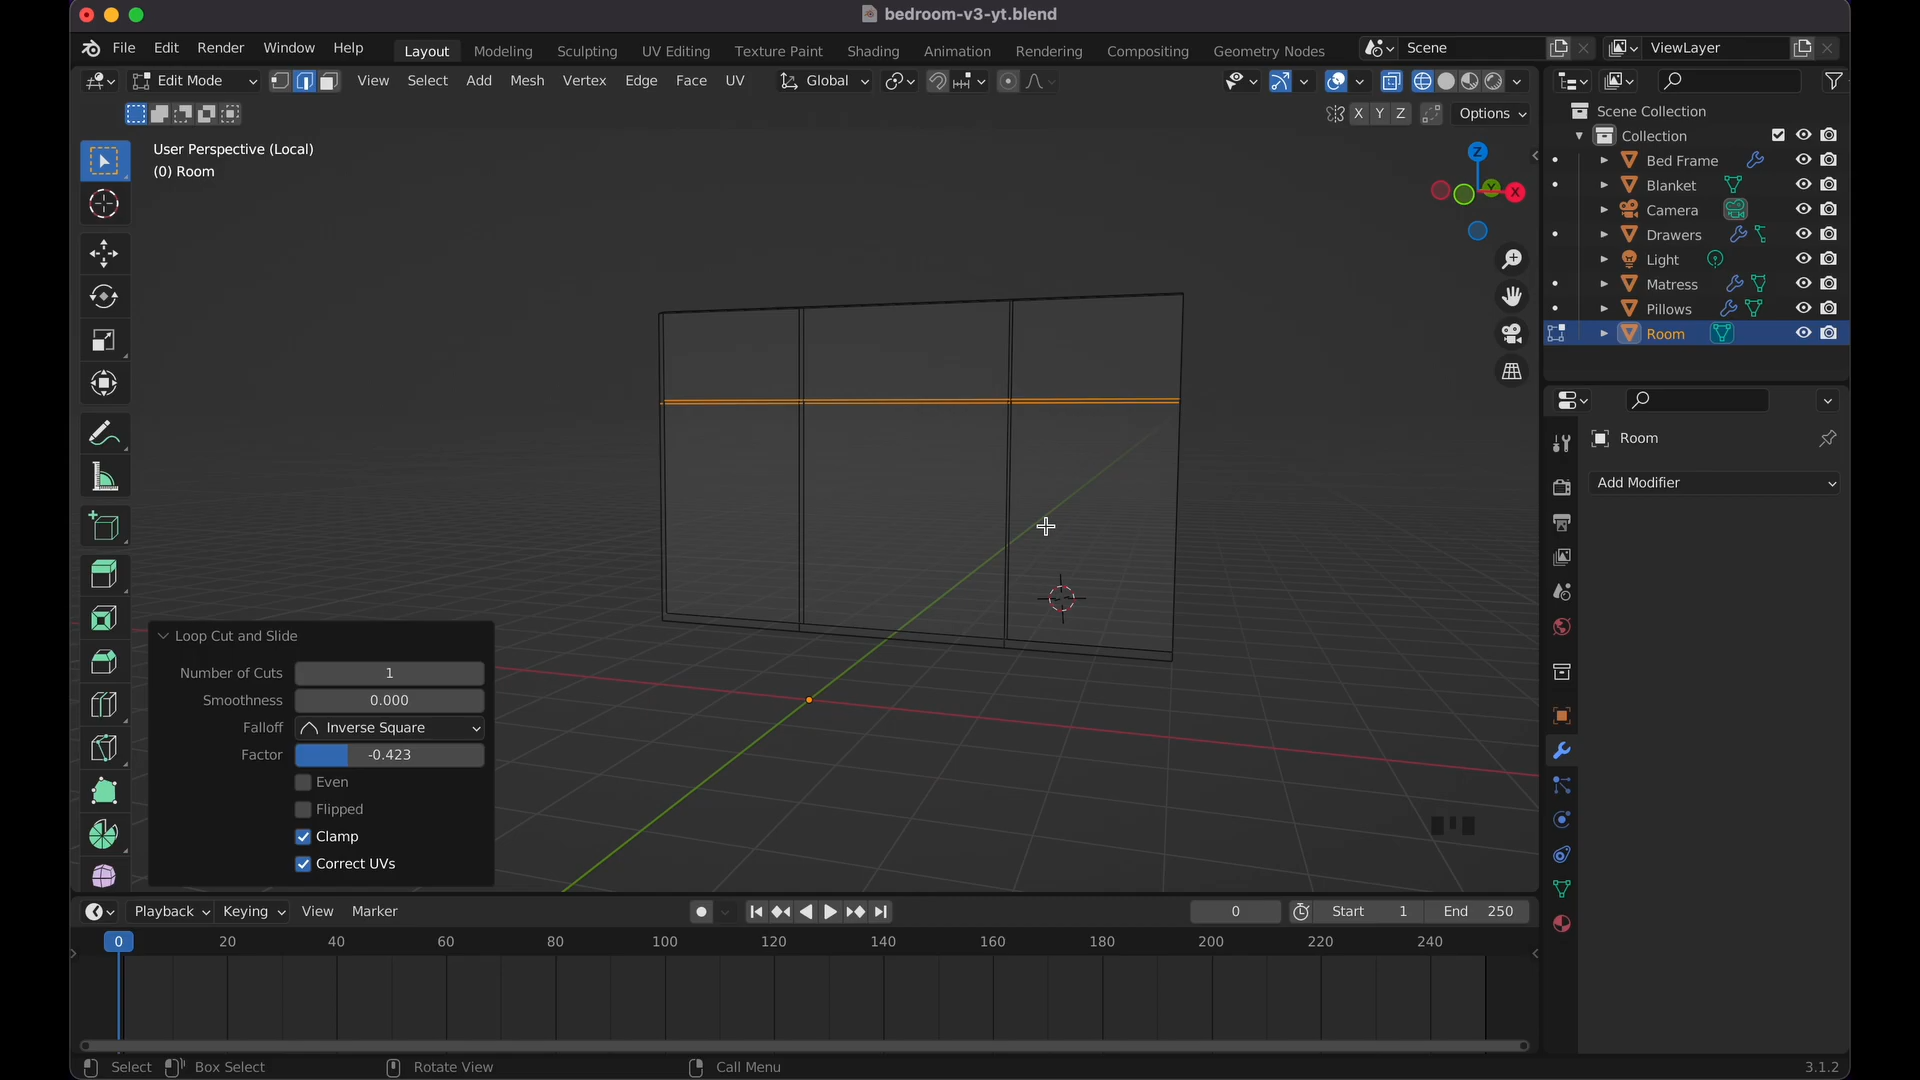 bedroom-v3-yt.blend
File Edit Render Window Help Layout Modeling Sculpting UV Editing Texture Paint Shading Animation Rendering Compositing Geometry Nodes Scene ViewLayer
Edit Mode View Select Add Mesh Vertex Edge Face UV Global
X Y Z Options
User Perspective (Local)
(0) Room
Z
Y
X
Scene Collection
Collection
Bed Frame
Blanket
Camera
Drawers
Light
Matress
Pillows
Room
Room
Add Modifier
Loop Cut and Slide
Number of Cuts 1
Smoothness 0.000
Falloff Inverse Square
Factor -0.423
Even
Flipped
Clamp
Correct UVs
Playback Keying View Marker 0 Start 1 End 250
0 20 40 60 80 100 120 140 160 180 200 220 240
Select Box Select Rotate View Call Menu 3.1.2